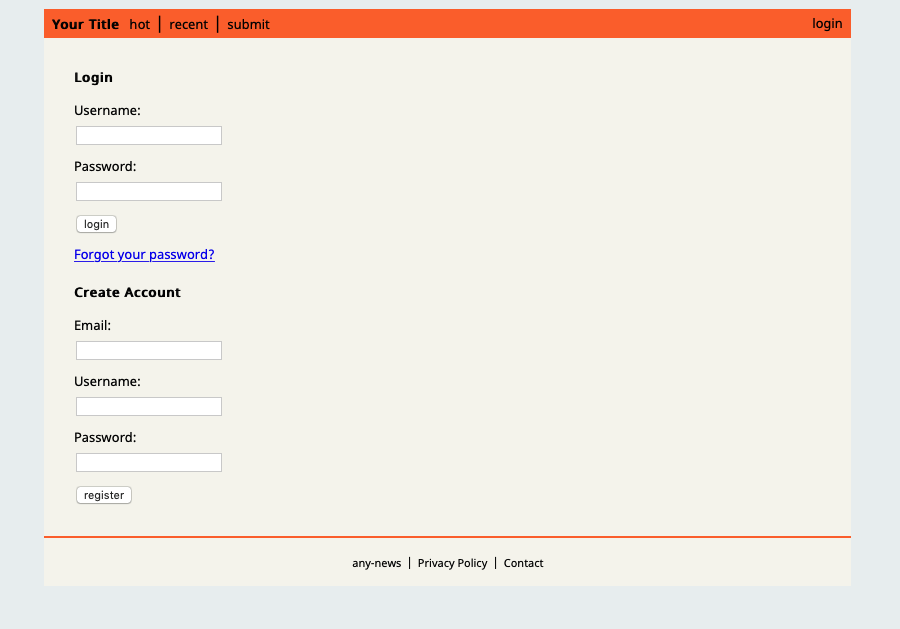 Your Title hot | recent | submit login
Login
Username:
Password:
login
Forgot your password?
Create Account
Email:
Username:
Password:
register
any-news | Privacy Policy | Contact